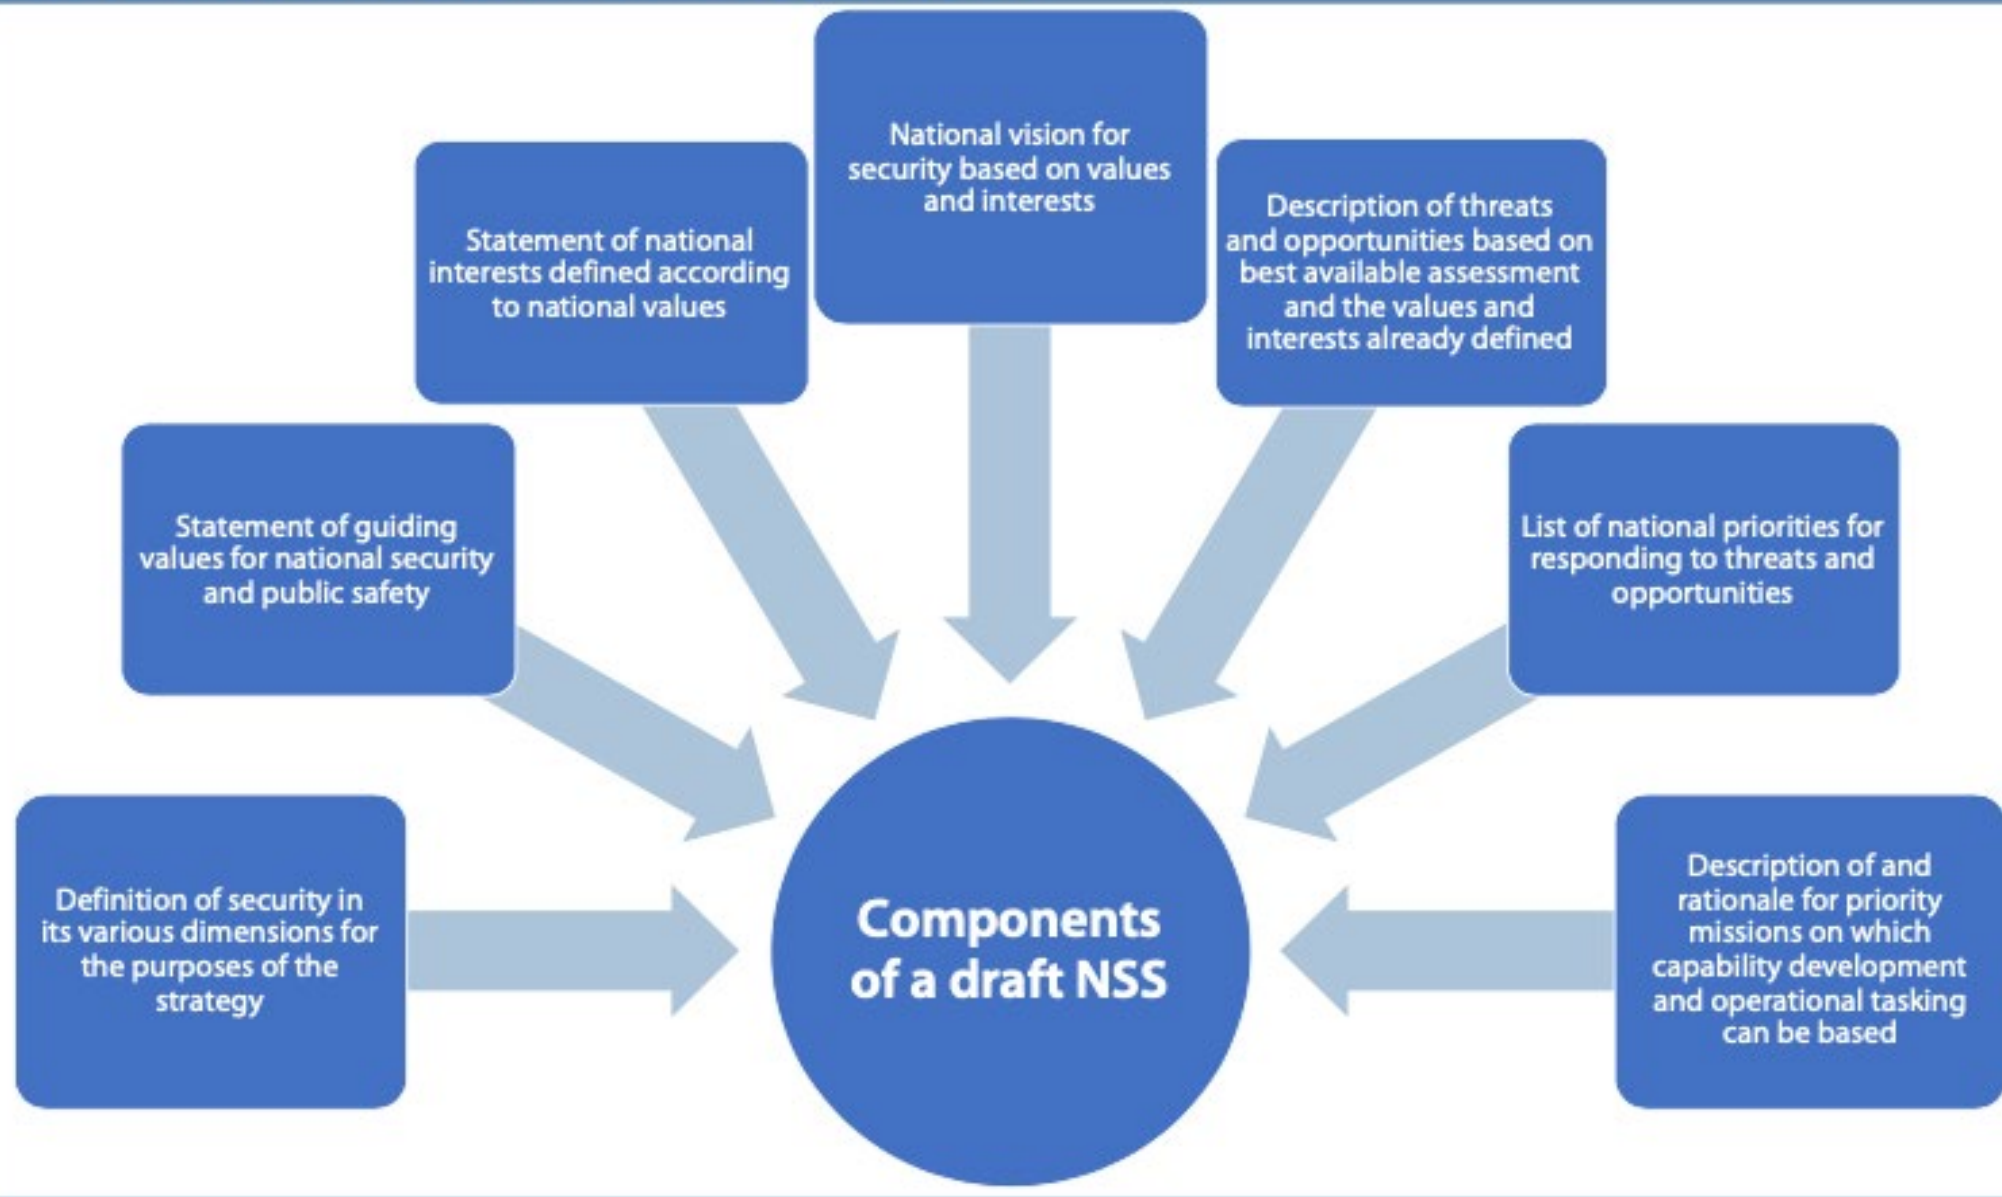 National vision for
security based on values
and interests
Statement of national
interests defined according
to national values
Description of threats
and opportunities based on
best available assessment
and the values and
interests already defined
Statement of guiding
values for national security
and public safety
List of national priorities for
responding to threats and
opportunities
Definition of security in
its various dimensions for
the purposes of the
strategy
Components
of a draft NSS
Description of and
rationale for priority
missions on which
capability development
and operational tasking
can be based